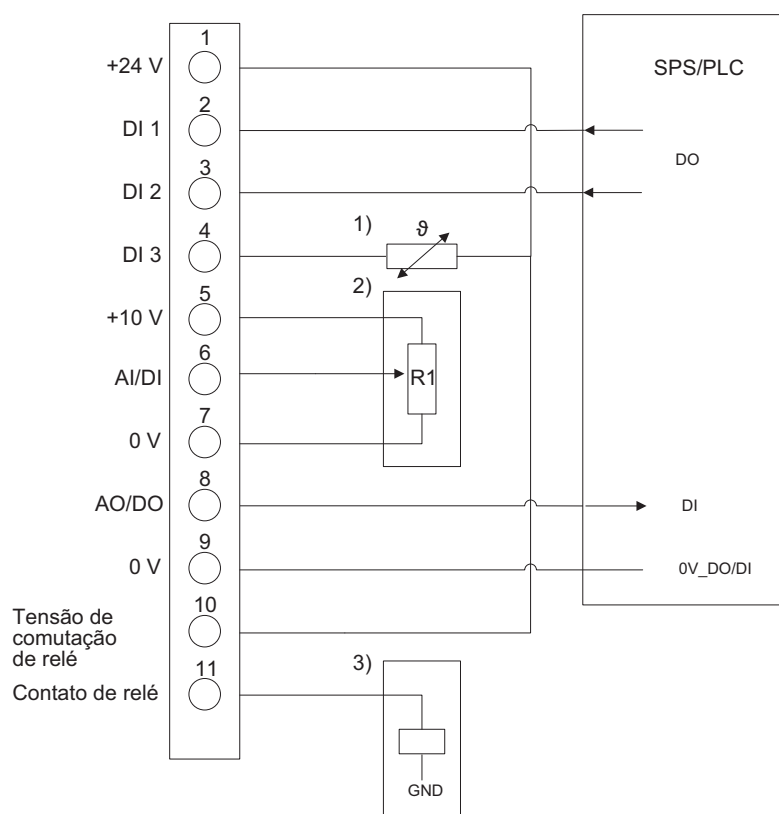 1
+24 V
SPS/PLC
2
DI 1
DO
3
DI 2
4
DI 3
1)
ϑ
5
+10 V
2)
6
AI/DI
R1
7
0 V
8
AO/DO
DI
9
0 V
0V_DO/DI
10
Tensão de
comutação
de relé
11
Contato de relé
3)
GND